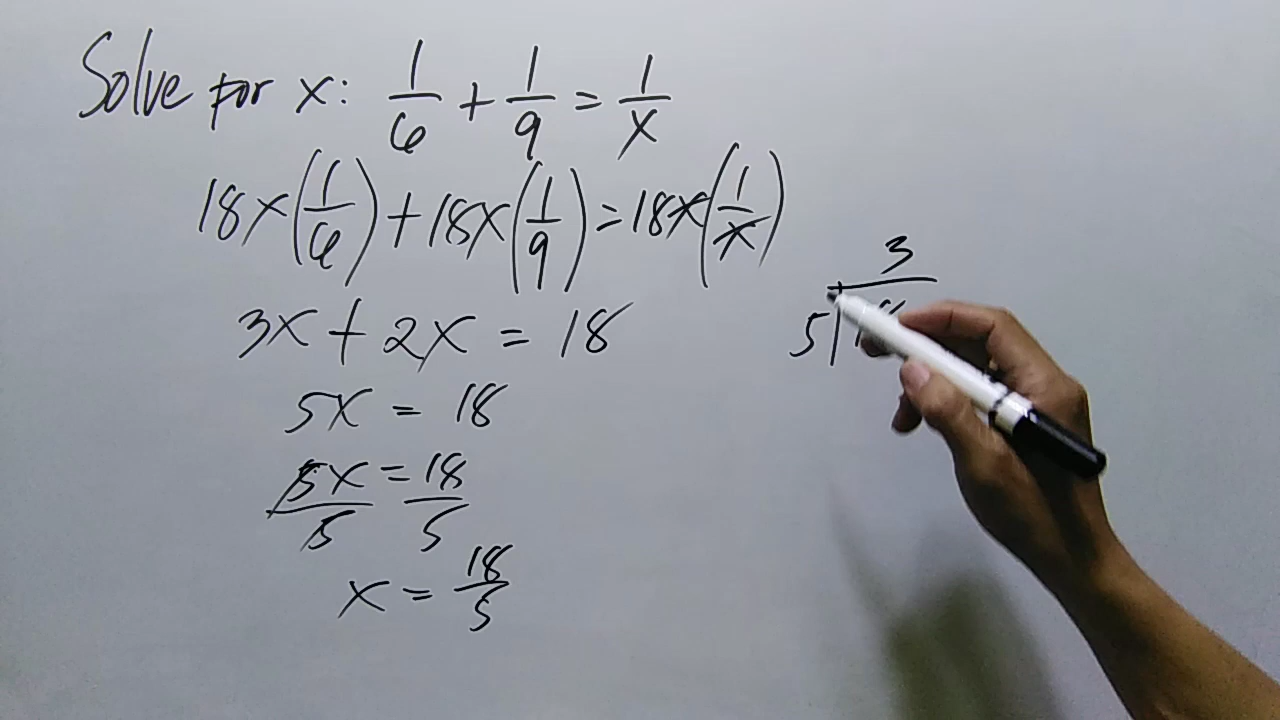 Solve for x: 1/6 + 1/9 = 1/x
18x(1/6) + 18x(1/9) = 18x(1/x)
3x + 2x = 18
5x = 18
5x/5 = 18/5
x = 18/5
3
5